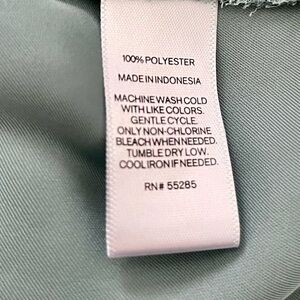 100% POLYESTER
MADE IN INDONESIA
MACHINE WASH COLD
WITH LIKE COLORS.
GENTLE CYCLE.
ONLY NON-CHLORINE
BLEACH WHEN NEEDED.
TUMBLE DRY LOW.
COOL IRON IF NEEDED.
RN# 55285